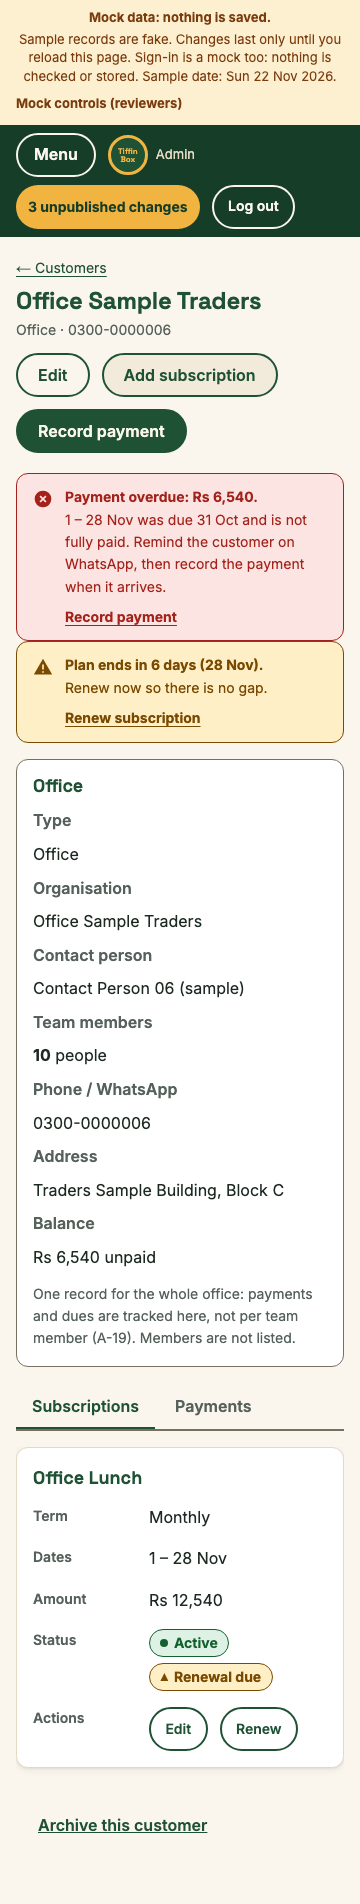 Mock data: nothing is saved.
Sample records are fake. Changes last only until you
reload this page. Sign-in is a mock too: nothing is
checked or stored. Sample date: Sun 22 Nov 2026.
Mock controls (reviewers)
Menu
Tiffin
Box
Admin
3 unpublished changes
Log out
← Customers
Office Sample Traders
Office · 0300-0000006
Edit
Add subscription
Record payment
Payment overdue: Rs 6,540.
1 – 28 Nov was due 31 Oct and is not
fully paid. Remind the customer on
WhatsApp, then record the payment
when it arrives.
Record payment
Plan ends in 6 days (28 Nov).
Renew now so there is no gap.
Renew subscription
Office
Type
Office
Organisation
Office Sample Traders
Contact person
Contact Person 06 (sample)
Team members
10 people
Phone / WhatsApp
0300-0000006
Address
Traders Sample Building, Block C
Balance
Rs 6,540 unpaid
One record for the whole office: payments
and dues are tracked here, not per team
member (A-19). Members are not listed.
Subscriptions
Payments
Office Lunch
Term
Monthly
Dates
1 – 28 Nov
Amount
Rs 12,540
Status
Active
Renewal due
Actions
Edit
Renew
Archive this customer